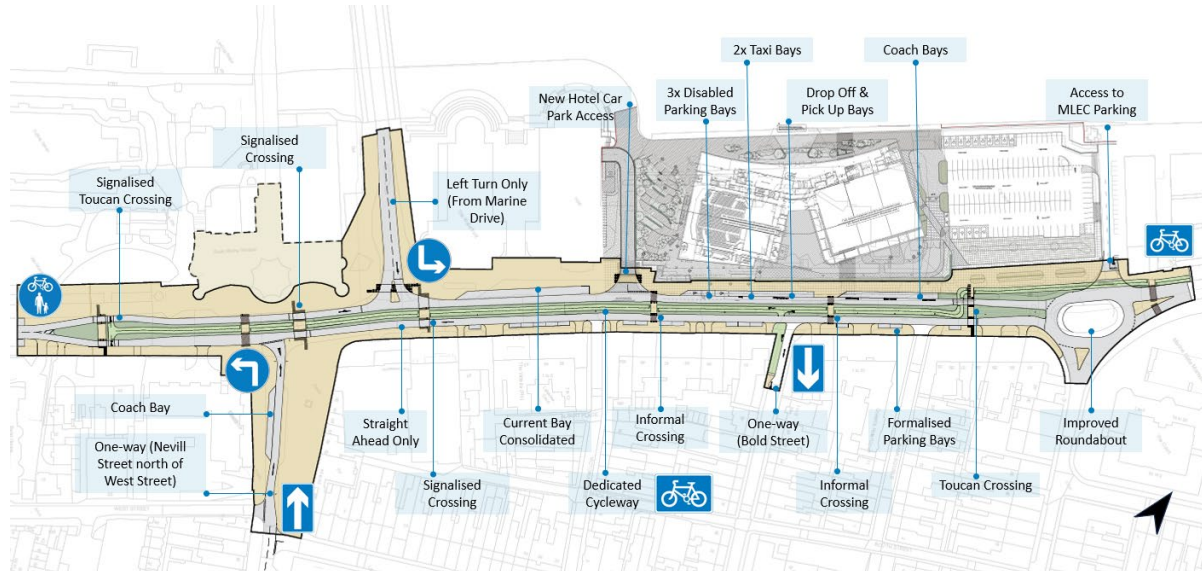 2x Taxi Bays
Coach Bays
New Hotel Car
Park Access
3x Disabled
Parking Bays
Drop Off &
Pick Up Bays
Access to
MLEC Parking
Signalised
Crossing
Signalised
Toucan Crossing
Left Turn Only
(From Marine
Drive)
Coach Bay
One-way (Nevill
Street north of
West Street)
Straight
Ahead Only
Signalised
Crossing
Current Bay
Consolidated
Dedicated
Cycleway
Informal
Crossing
One-way
(Bold Street)
Informal
Crossing
Formalised
Parking Bays
Toucan Crossing
Improved
Roundabout
WEST STREET